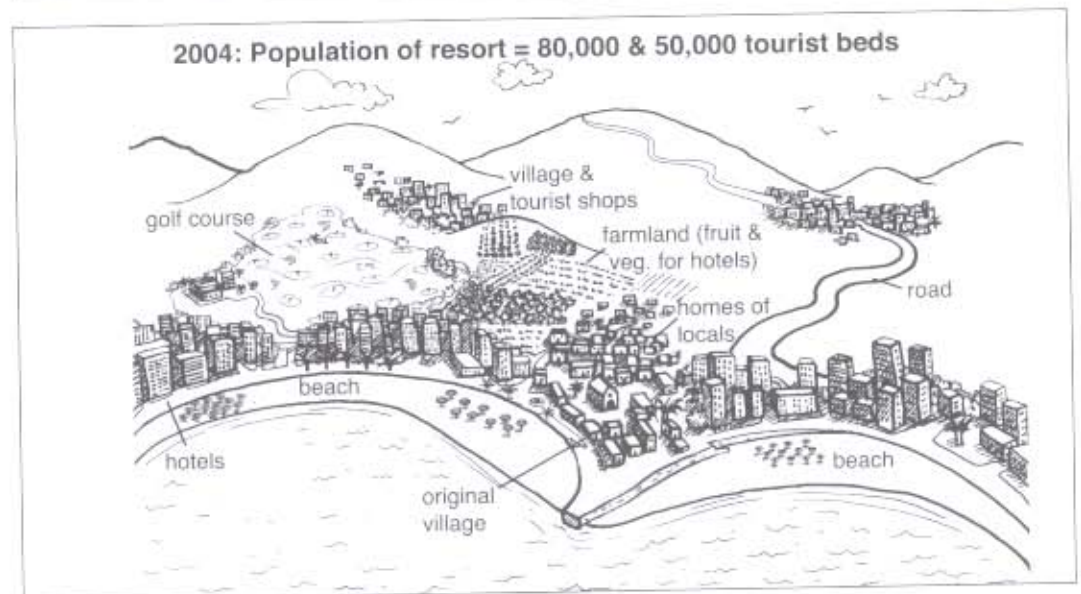 2004: Population of resort = 80,000 & 50,000 tourist beds
village &
tourist shops
golf course
farmland (fruit &
veg. for hotels)
road
homes of
locals
beach
hotels
beach
original
village